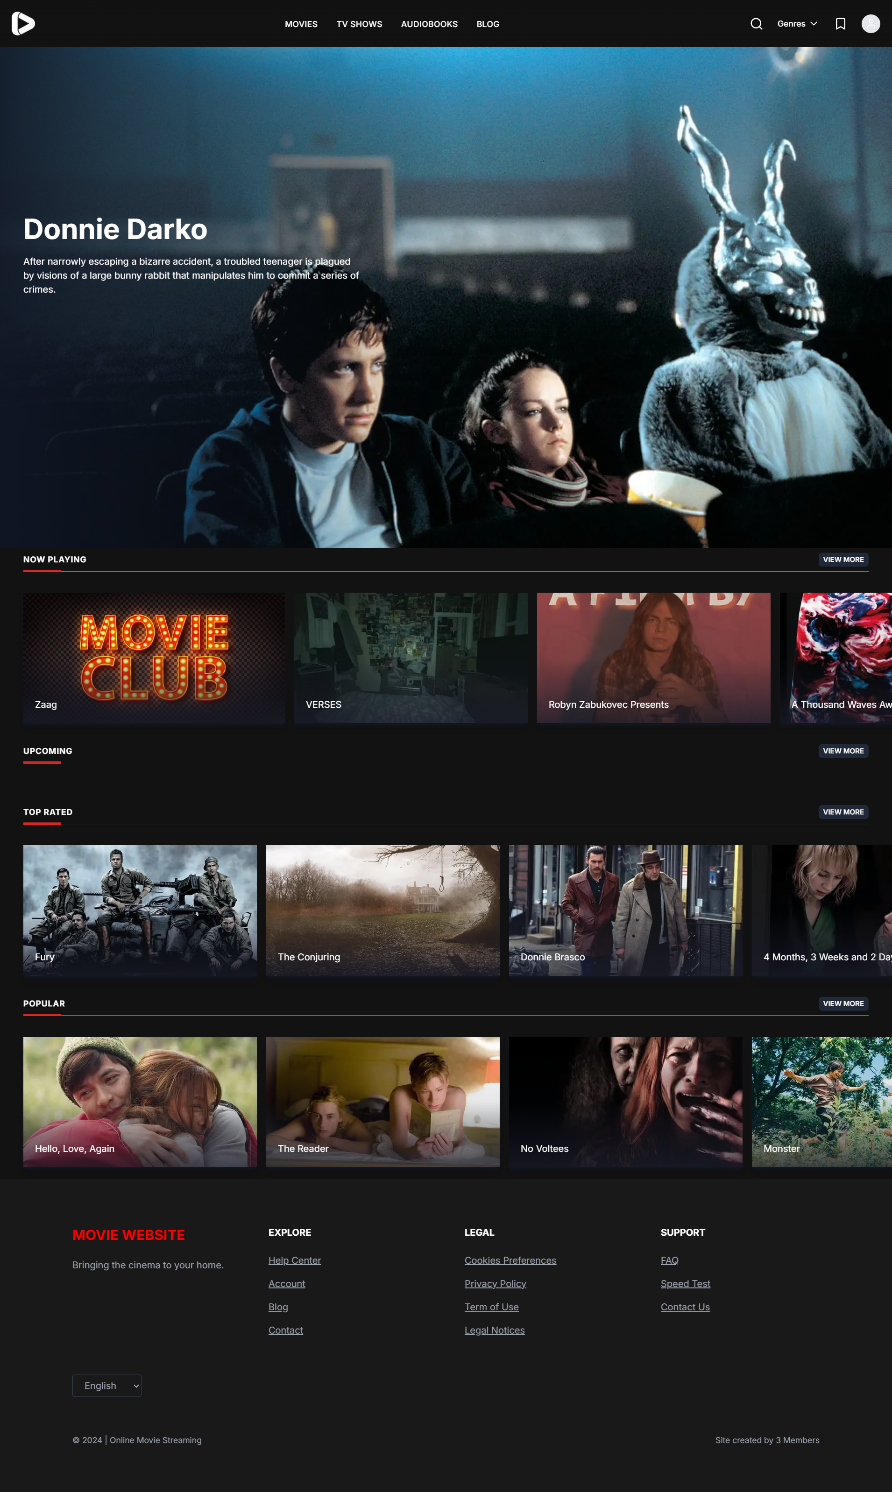 MOVIES TV SHOWS AUDIOBOOKS BLOG Genres
Donnie Darko
After narrowly escaping a bizarre accident, a troubled teenager is plagued
by visions of a large bunny rabbit that manipulates him to commit a series of
crimes.
NOW PLAYING VIEW MORE
MOVIE
CLUB
Zaag
VERSES
Robyn Zabukovec Presents
A Thousand Waves Aw
UPCOMING VIEW MORE
TOP RATED VIEW MORE
Fury
The Conjuring
Donnie Brasco
4 Months, 3 Weeks and 2 Day
POPULAR VIEW MORE
Hello, Love, Again
The Reader
No Voltees
Monster
MOVIE WEBSITE
Bringing the cinema to your home.
EXPLORE
Help Center
Account
Blog
Contact
LEGAL
Cookies Preferences
Privacy Policy
Term of Use
Legal Notices
SUPPORT
FAQ
Speed Test
Contact Us
English
© 2024 | Online Movie Streaming
Site created by 3 Members